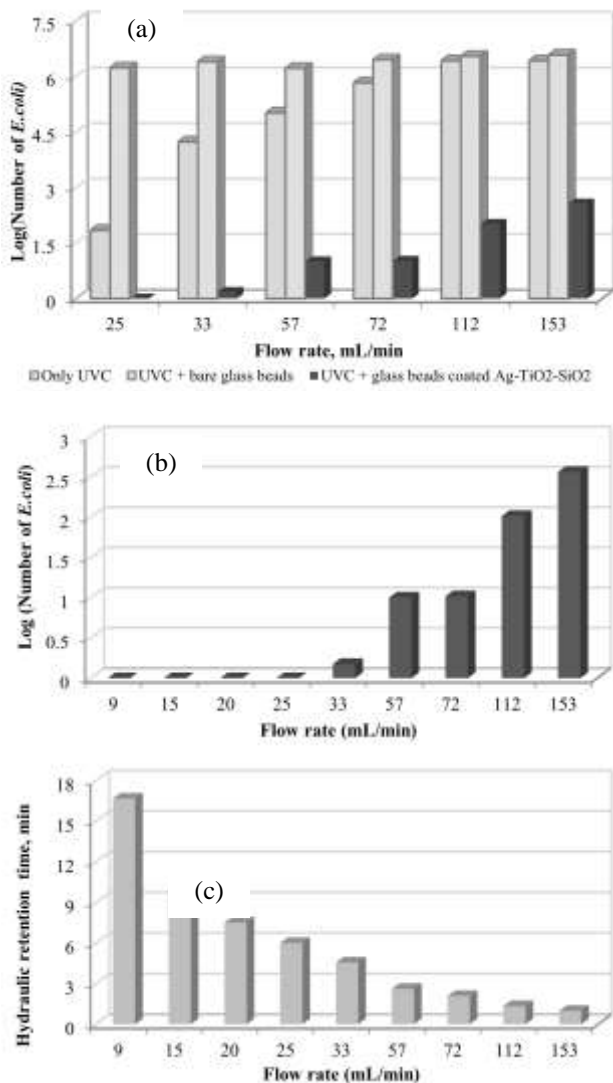 (a)
7.5
6
4.5
3
1.5
0
Log(Number of E.coli)
25 33 57 72 112 153
Flow rate, mL/min
Only UVC UVC + bare glass beads UVC + glass beads coated Ag-TiO2-SiO2
(b)
3
2.5
2
1.5
1
0.5
0
Log (Number of E.coli)
9 15 20 25 33 57 72 112 153
Flow rate (mL/min)
(c)
18
15
12
9
6
3
0
Hydraulic retention time, min
9 15 20 25 33 57 72 112 153
Flow rate (mL/min)